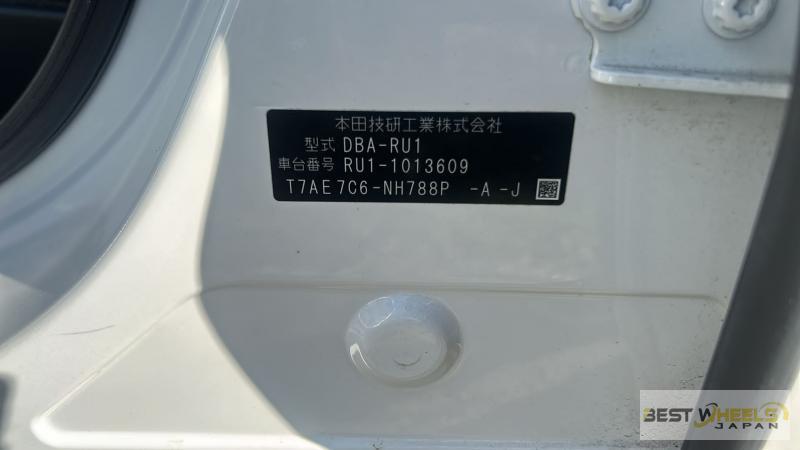 本田技研工業株式会社
型式 DBA-RU1
車台番号 RU1-1013609
T7AE7C6-NH788P -A-J
BEST WHEELS
JAPAN